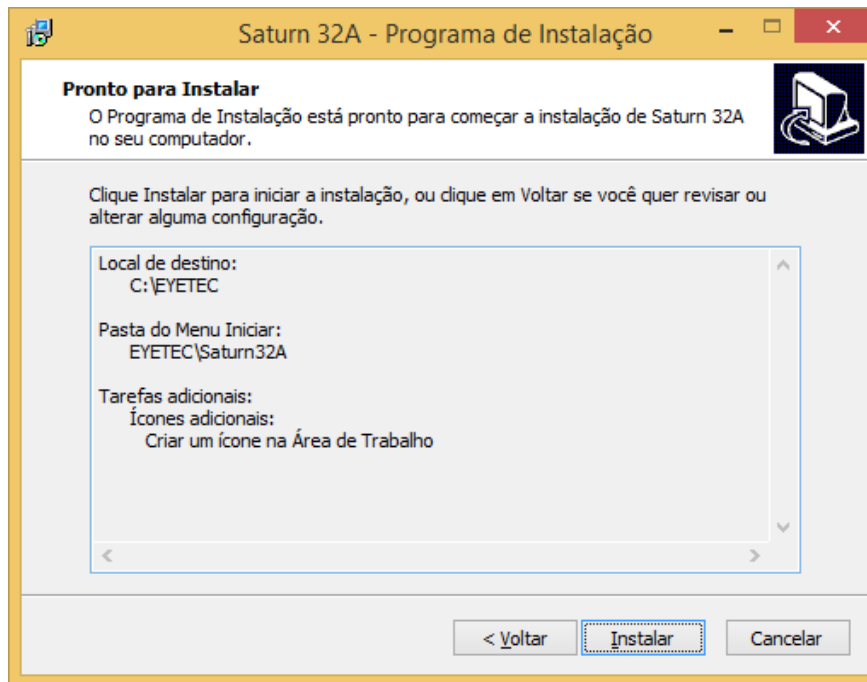 Saturn 32A - Programa de Instalação
Pronto para Instalar
O Programa de Instalação está pronto para começar a instalação de Saturn 32A
no seu computador.
Clique Instalar para iniciar a instalação, ou clique em Voltar se você quer revisar ou
alterar alguma configuração.
Local de destino:
C:\EYETEC
Pasta do Menu Iniciar:
EYETEC\Saturn32A
Tarefas adicionais:
Ícones adicionais:
Criar um ícone na Área de Trabalho
< Voltar Instalar Cancelar